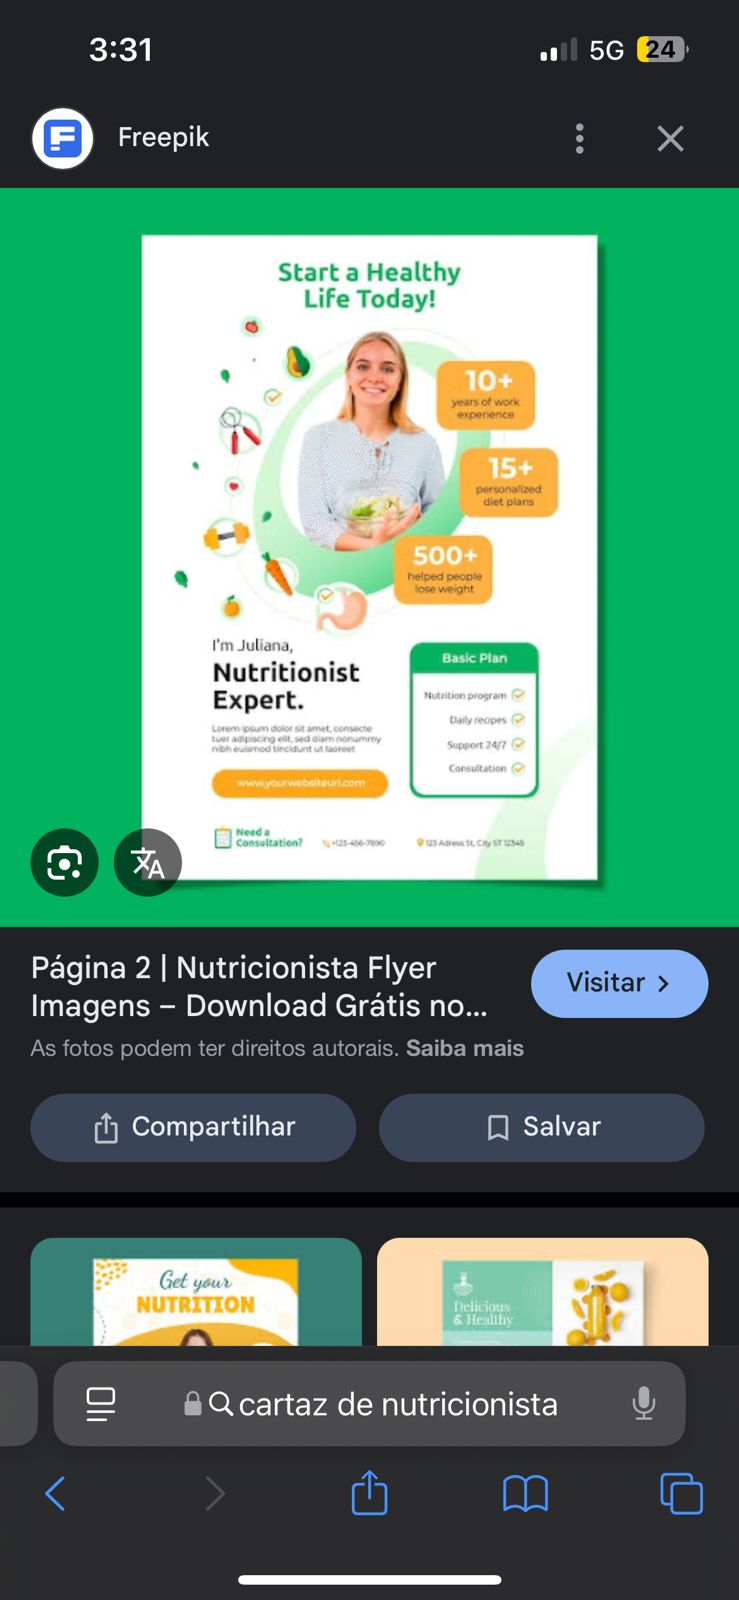 3:31
5G
24
Freepik
Start a Healthy
Life Today!
10+
years of work
experience
15+
personalized
diet plans
500+
helped people
lose weight
I'm Juliana,
Nutritionist
Expert.
Lorem ipsum dolor sit amet, consecte
tuer adipiscing elit, sed diam nonummy
nibh euismod tincidunt ut laoreet
www.yourwebsiteurl.com
Basic Plan
Nutrition program
Daily recipes
Support 24/7
Consultation
Need a
Consultation?
+123-456-7890
123 Adress St, City ST 12345
Página 2 | Nutricionista Flyer
Imagens – Download Grátis no...
Visitar
As fotos podem ter direitos autorais. Saiba mais
Compartilhar
Salvar
Get your
NUTRITION
Delicious
& Healthy
cartaz de nutricionista